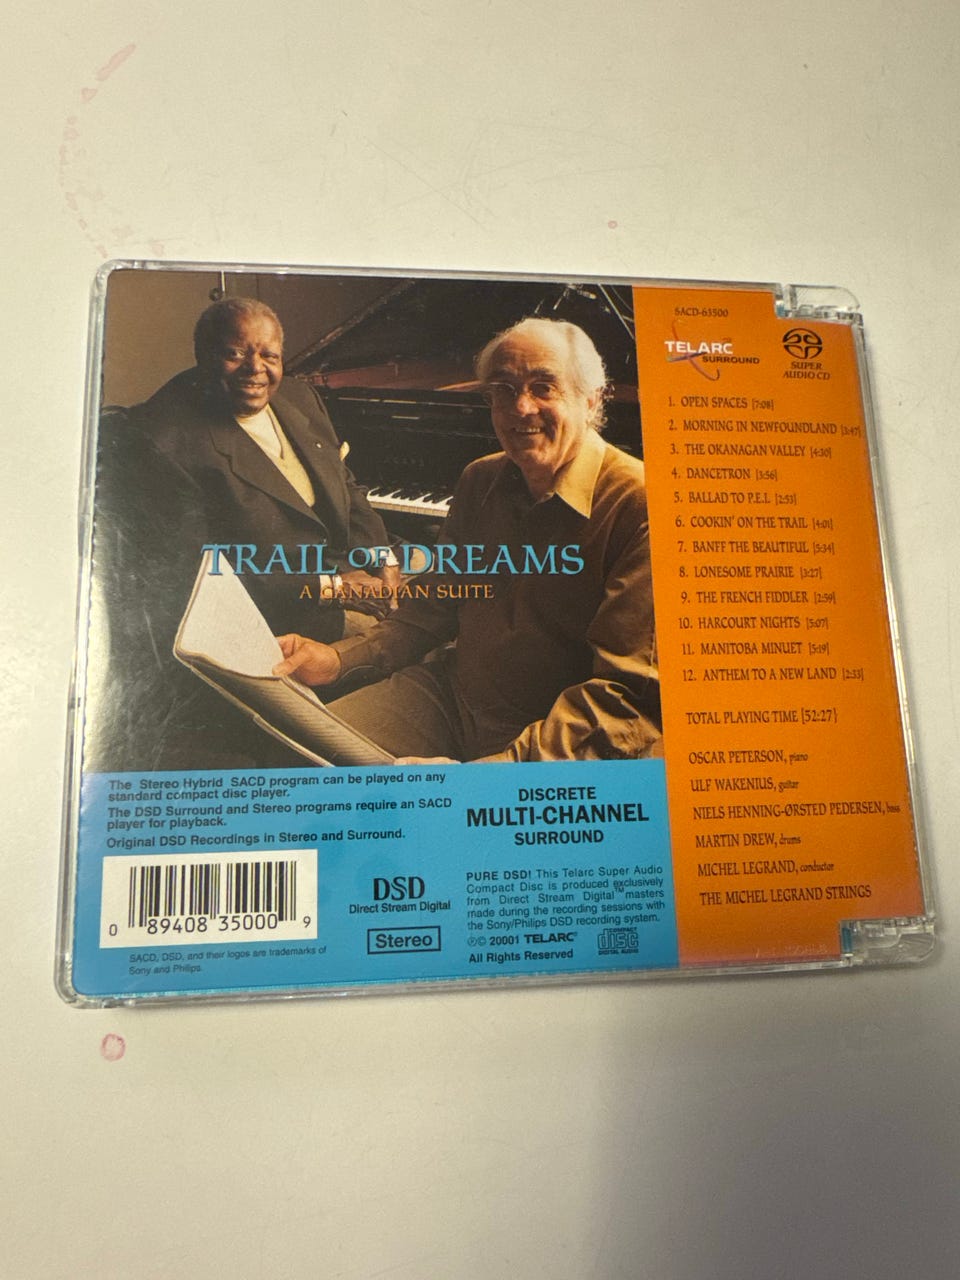 TRAIL OF DREAMS
A CANADIAN SUITE
SACD-63500
TELARC
SURROUND
SUPER
AUDIO CD
1. OPEN SPACES [7:08]
2. MORNING IN NEWFOUNDLAND [3:47]
3. THE OKANAGAN VALLEY [4:30]
4. DANCETRON [3:56]
5. BALLAD TO P.E.I. [2:53]
6. COOKIN' ON THE TRAIL [4:01]
7. BANFF THE BEAUTIFUL [5:34]
8. LONESOME PRAIRIE [3:27]
9. THE FRENCH FIDDLER [2:59]
10. HARCOURT NIGHTS [5:07]
11. MANITOBA MINUET [5:19]
12. ANTHEM TO A NEW LAND [2:33]
TOTAL PLAYING TIME [52:27]
OSCAR PETERSON, piano
ULF WAKENIUS, guitar
NIELS HENNING-ØRSTED PEDERSEN, bass
MARTIN DREW, drums
MICHEL LEGRAND, conductor
THE MICHEL LEGRAND STRINGS
The Stereo Hybrid SACD program can be played on any
standard compact disc player.
The DSD Surround and Stereo programs require an SACD
player for playback.
Original DSD Recordings in Stereo and Surround.
0 89408 35000 9
SACD, DSD, and their logos are trademarks of
Sony and Philips.
DSD
Direct Stream Digital
Stereo
DISCRETE
MULTI-CHANNEL
SURROUND
PURE DSD! This Telarc Super Audio
Compact Disc is produced exclusively
from Direct Stream Digital™ masters
made during the recording sessions with
the Sony/Philips DSD recording system.
℗© 20001 TELARC®
All Rights Reserved
COMPACT
disc
DIGITAL AUDIO